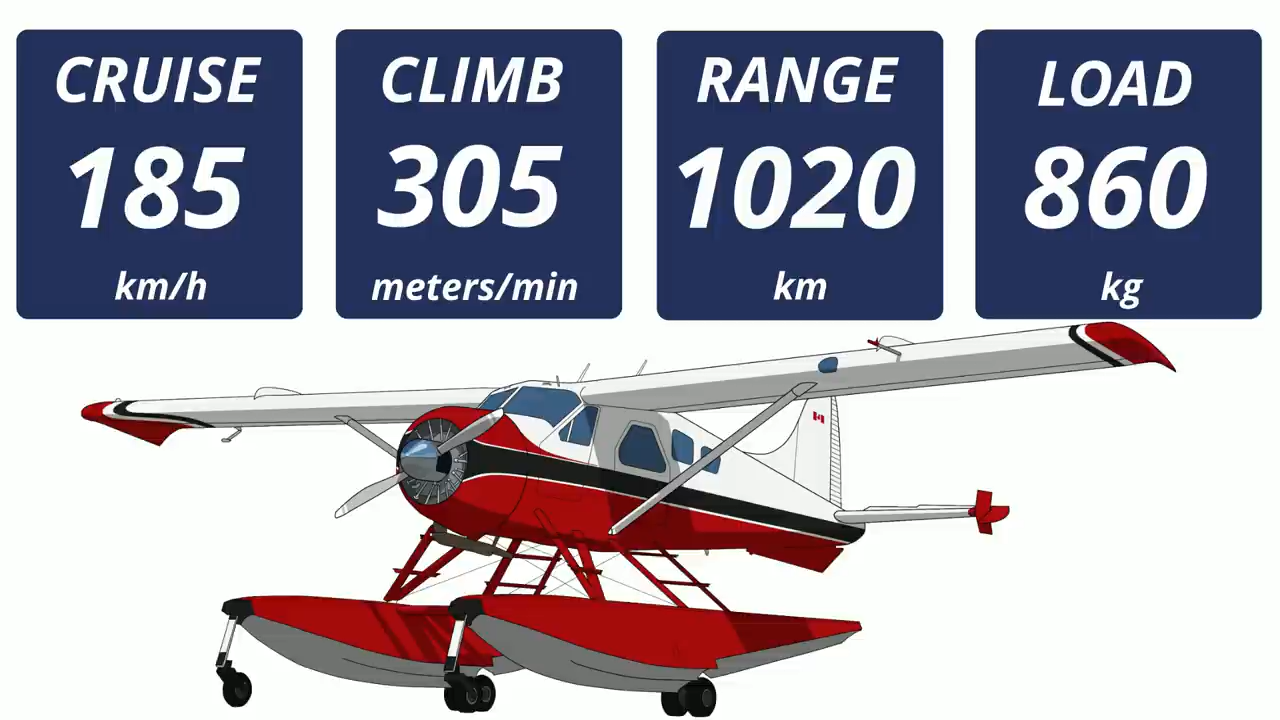 CRUISE
185
km/h
CLIMB
305
meters/min
RANGE
1020
km
LOAD
860
kg